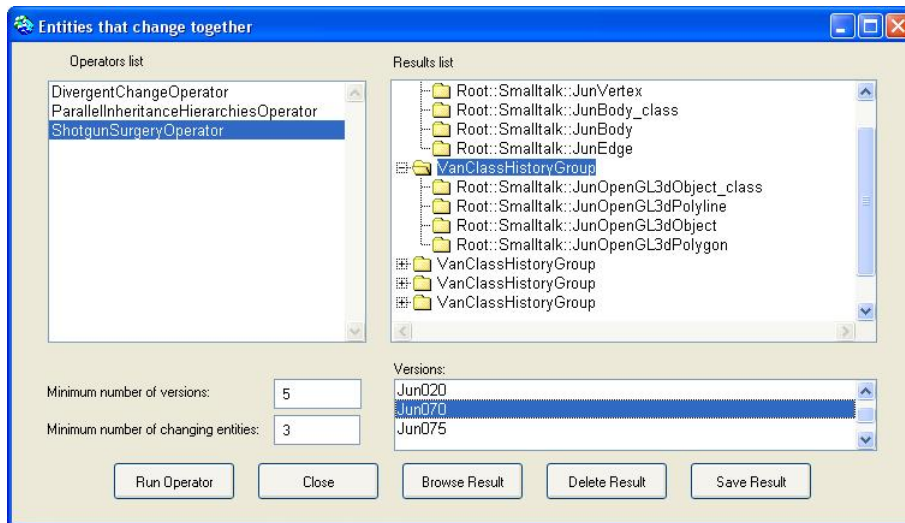 Entities that change together
Operators list
Results list
DivergentChangeOperator
ParallelInheritanceHierarchiesOperator
ShotgunSurgeryOperator
Root::Smalltalk::JunVertex
Root::Smalltalk::JunBody_class
Root::Smalltalk::JunBody
Root::Smalltalk::JunEdge
VanClassHistoryGroup
Root::Smalltalk::JunOpenGL3dObject_class
Root::Smalltalk::JunOpenGL3dPolyline
Root::Smalltalk::JunOpenGL3dObject
Root::Smalltalk::JunOpenGL3dPolygon
VanClassHistoryGroup
VanClassHistoryGroup
VanClassHistoryGroup
Minimum number of versions: 5
Minimum number of changing entities: 3
Versions:
Jun020
Jun070
Jun075
Run Operator
Close
Browse Result
Delete Result
Save Result